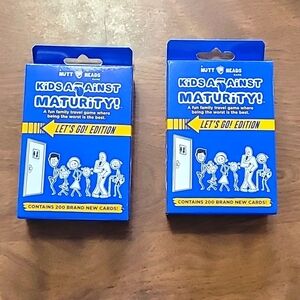 MUTT HEADS
KiDS AGAiNST
MATURiTY!
A fun family travel game where
being the worst is the best.
LET'S GO! EDITION
CONTAINS 200 BRAND NEW CARDS!
MUTT HEADS
KiDS AGAiNST
MATURiTY!
A fun family travel game where
being the worst is the best.
LET'S GO! EDITION
CONTAINS 200 BRAND NEW CARDS!